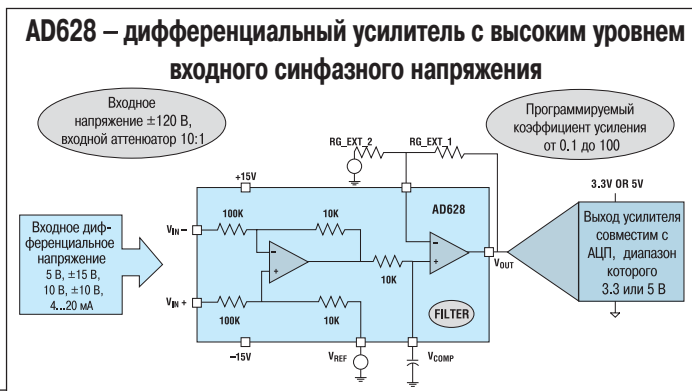 AD628 – дифференциальный усилитель с высоким уровнем
входного синфазного напряжения
Входное
напряжение ±120 В,
входной аттенюатор 10:1
Программируемый
коэффициент усиления
от 0.1 до 100
RG_EXT_2
RG_EXT_1
+15V
3.3V OR 5V
Входное диф-
ференциальное
напряжение
5 В, ±15 В,
10 В, ±10 В,
4...20 мА
100K
10K
AD628
VIN–
VIN+
–
+
–
+
10K
VOUT
100K
10K
FILTER
Выход усилителя
совместим с
АЦП, диапазон
которого
3.3 или 5 В
–15V
VREF
VCOMP